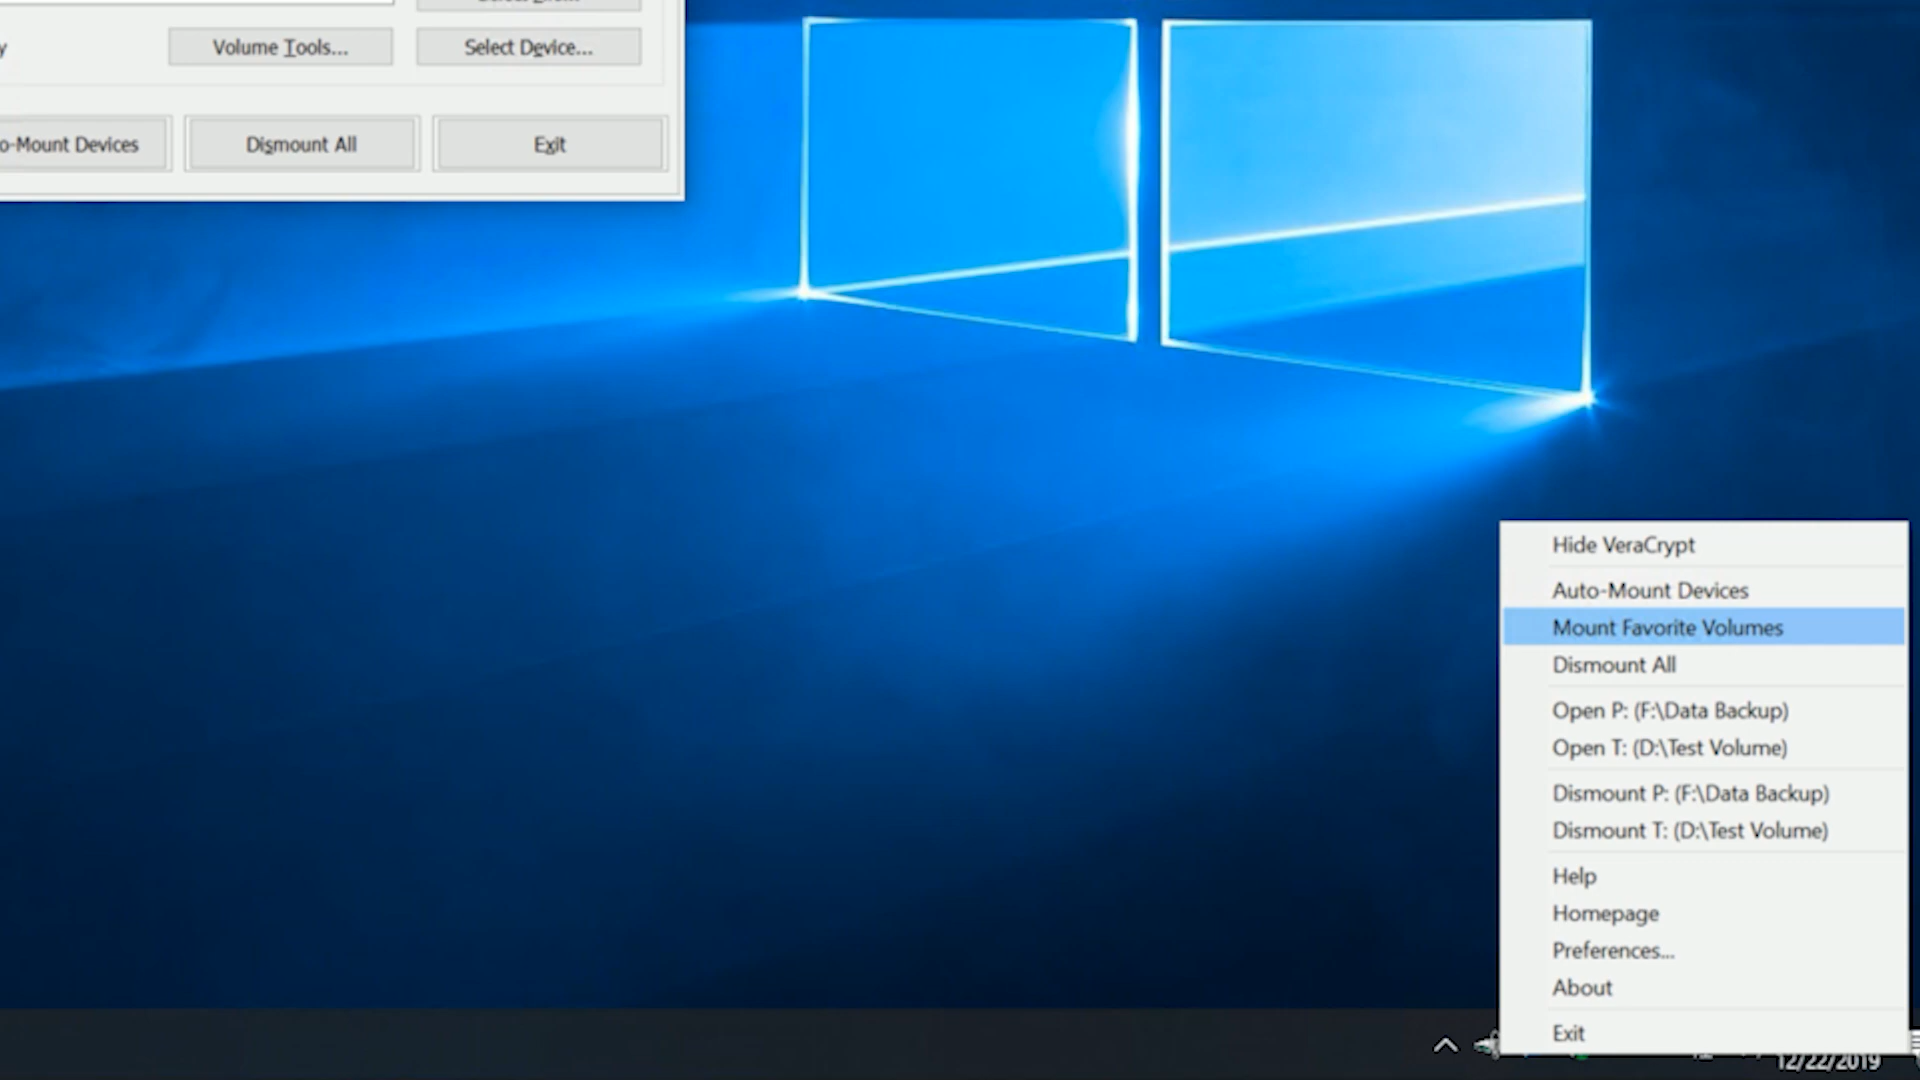 Volume Tools...
Select Device...
o-Mount Devices
Dismount All
Exit
Hide VeraCrypt
Auto-Mount Devices
Mount Favorite Volumes
Dismount All
Open P: (F:\Data Backup)
Open T: (D:\Test Volume)
Dismount P: (F:\Data Backup)
Dismount T: (D:\Test Volume)
Help
Homepage
Preferences...
About
Exit
12/22/2019